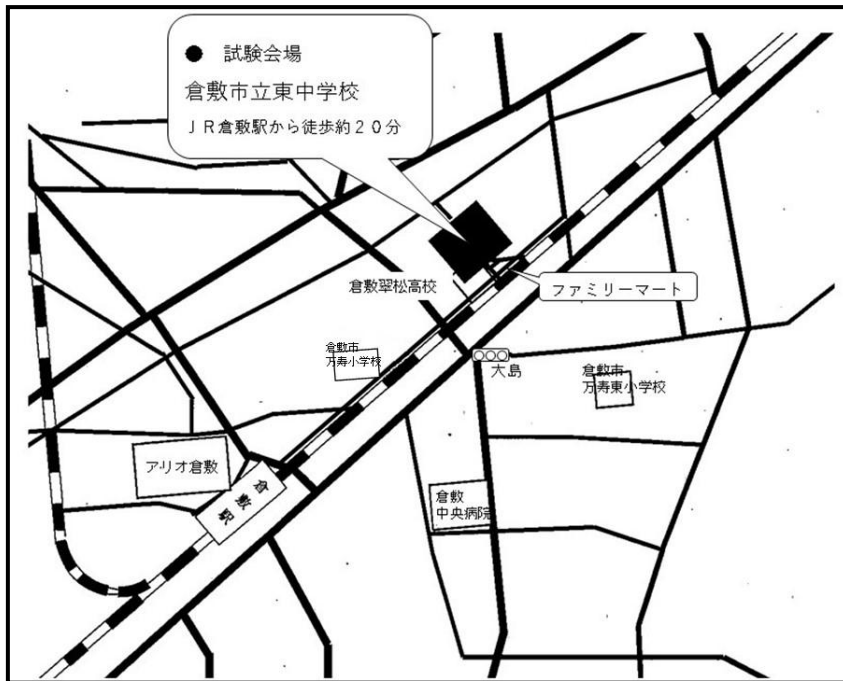 ● 試験会場
倉敷市立東中学校
ＪＲ倉敷駅から徒歩約２０分
倉敷翠松高校
ファミリーマート
倉敷市
万寿小学校
大島
倉敷市
万寿東小学校
アリオ倉敷
倉敷駅
倉敷
中央病院